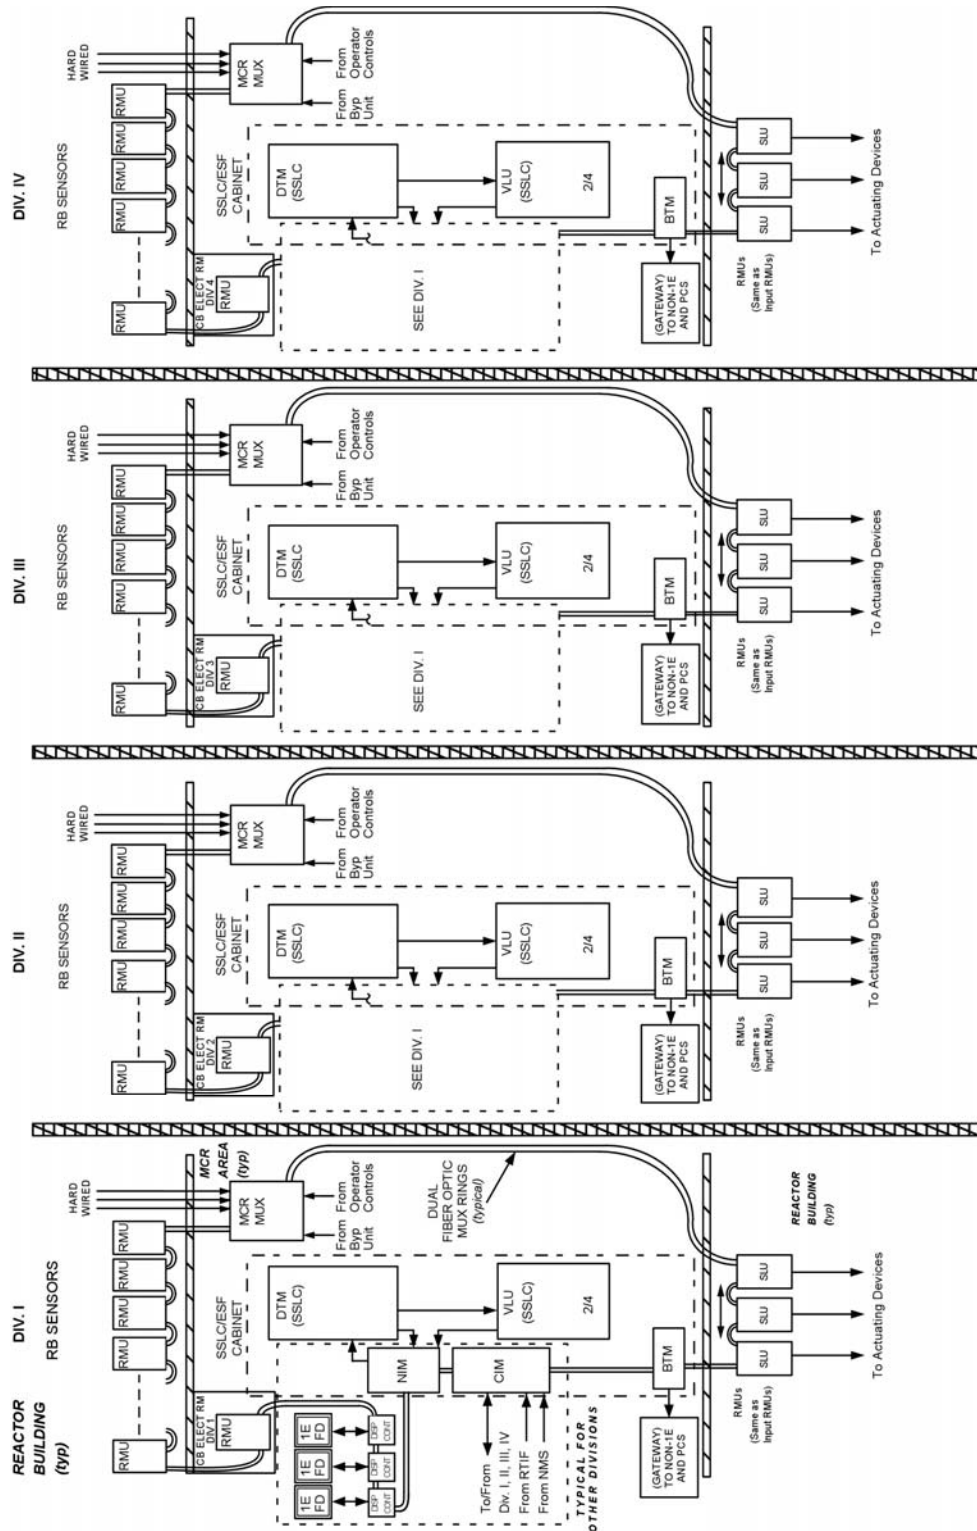 DIV. IV
RB SENSORS
HARD
WIRED
RMU
RMU
RMU
RMU
RMU
CB ELECT RM
DIV 4
RMU
MCR
MUX
From
Byp
Unit
From
Operator
Controls
SSLC/ESF
CABINET
DTM
(SSLC)
VLU
(SSLC)
2/4
SEE DIV. I
BTM
(GATEWAY)
TO NON-1E
AND PCS
RMUs
(Same as
Input RMUs)
SLU
SLU
SLU
To Actuating Devices
DIV. III
RB SENSORS
HARD
WIRED
RMU
RMU
RMU
RMU
RMU
CB ELECT RM
DIV 3
RMU
MCR
MUX
From
Byp
Unit
From
Operator
Controls
SSLC/ESF
CABINET
DTM
(SSLC)
VLU
(SSLC)
2/4
SEE DIV. I
BTM
(GATEWAY)
TO NON-1E
AND PCS
RMUs
(Same as
Input RMUs)
SLU
SLU
SLU
To Actuating Devices
DIV. II
RB SENSORS
HARD
WIRED
RMU
RMU
RMU
RMU
RMU
CB ELECT RM
DIV 2
RMU
MCR
MUX
From
Byp
Unit
From
Operator
Controls
SSLC/ESF
CABINET
DTM
(SSLC)
VLU
(SSLC)
2/4
SEE DIV. I
BTM
(GATEWAY)
TO NON-1E
AND PCS
RMUs
(Same as
Input RMUs)
SLU
SLU
SLU
To Actuating Devices
REACTOR
BUILDING
(typ)
DIV. I
RB SENSORS
HARD
WIRED
RMU
RMU
RMU
RMU
RMU
CB ELECT RM
DIV 1
RMU
MCR
AREA
(typ)
MCR
MUX
From
Byp
Unit
From
Operator
Controls
SSLC/ESF
CABINET
DTM
(SSLC)
VLU
(SSLC)
2/4
NIM
CIM
1E
FD
1E
FD
1E
FD
DISP
CONT
DISP
CONT
DISP
CONT
To/From
Div. I, II, III, IV
From RTIF
From NMS
TYPICAL FOR
OTHER DIVISIONS
DUAL
FIBER OPTIC
MUX RINGS
(typical)
BTM
(GATEWAY)
TO NON-1E
AND PCS
RMUs
(Same as
Input RMUs)
SLU
SLU
SLU
REACTOR
BUILDING
(typ)
To Actuating Devices